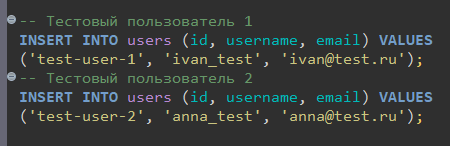 -- Тестовый пользователь 1
INSERT INTO users (id, username, email) VALUES
('test-user-1', 'ivan_test', 'ivan@test.ru');
-- Тестовый пользователь 2
INSERT INTO users (id, username, email) VALUES
('test-user-2', 'anna_test', 'anna@test.ru');